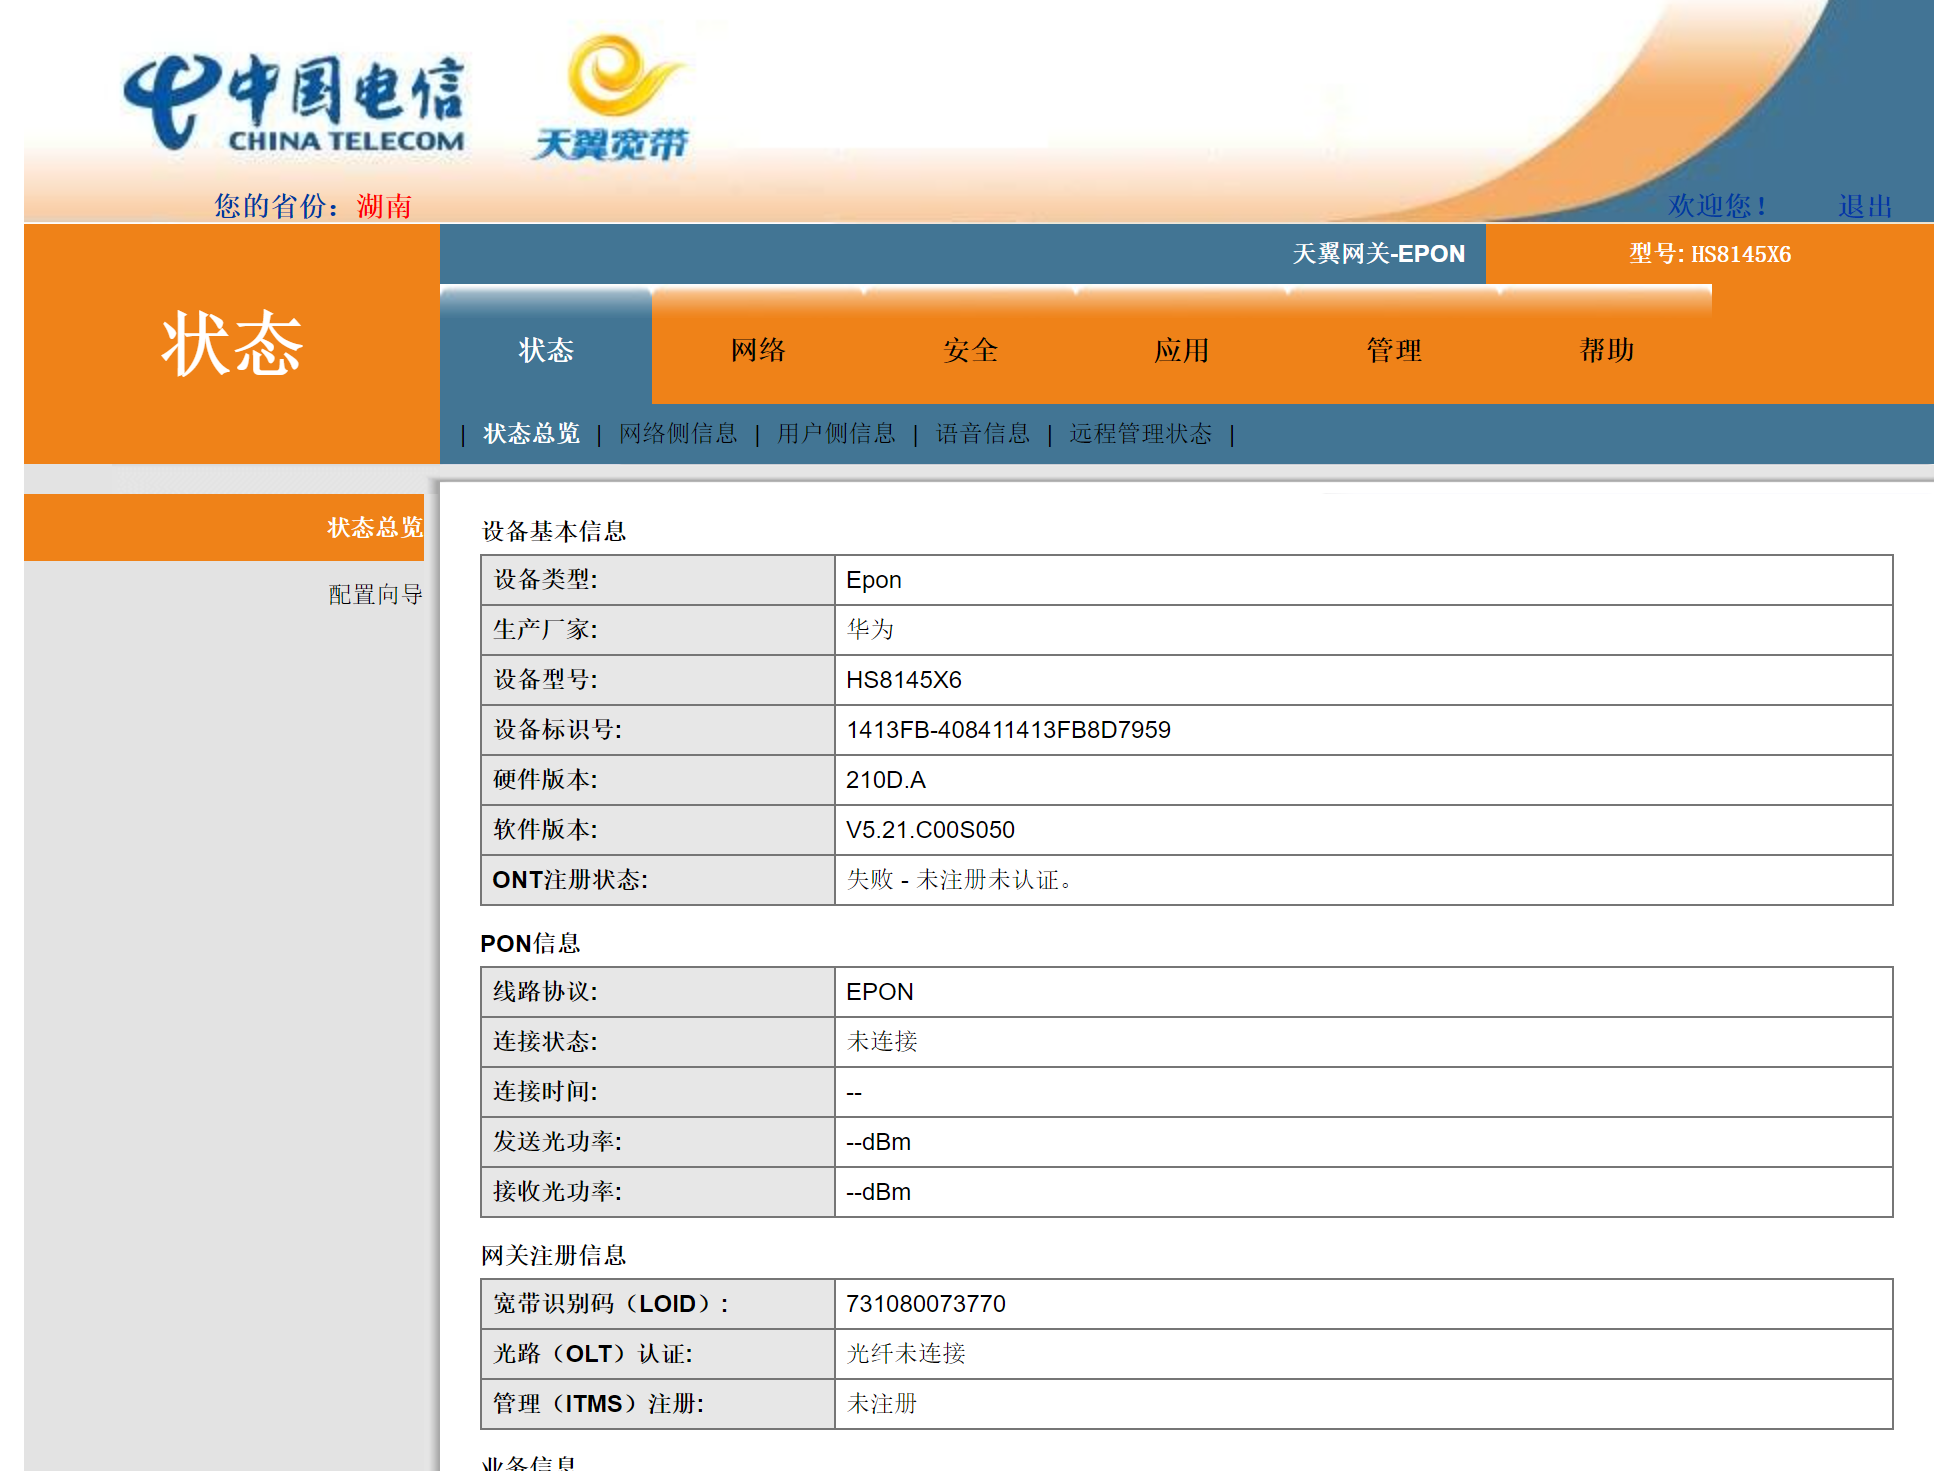 中国电信
CHINA TELECOM
天翼宽带
您的省份：湖南
欢迎您！ 退出
天翼网关-EPON
型号: HS8145X6
状态
状态 网络 安全 应用 管理 帮助
| 状态总览 | 网络侧信息 | 用户侧信息 | 语音信息 | 远程管理状态 |
状态总览
配置向导
设备基本信息
设备类型: Epon
生产厂家: 华为
设备型号: HS8145X6
设备标识号: 1413FB-408411413FB8D7959
硬件版本: 210D.A
软件版本: V5.21.C00S050
ONT注册状态: 失败 - 未注册未认证。
PON信息
线路协议: EPON
连接状态: 未连接
连接时间: --
发送光功率: --dBm
接收光功率: --dBm
网关注册信息
宽带识别码（LOID）: 731080073770
光路（OLT）认证: 光纤未连接
管理（ITMS）注册: 未注册
业务信息